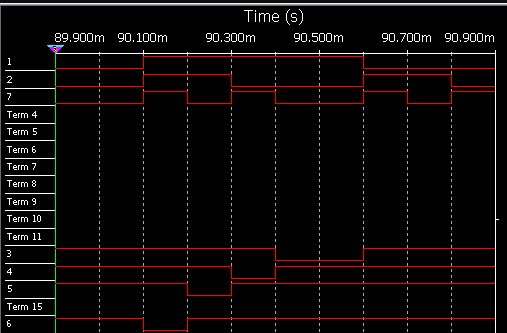 Time (s)
89.900m 90.100m 90.300m 90.500m 90.700m 90.900m
1
2
7
Term 4
Term 5
Term 6
Term 7
Term 8
Term 9
Term 10
Term 11
3
4
5
Term 15
6